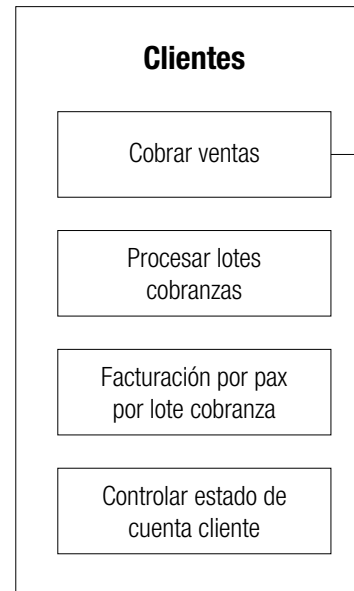 Clientes
Cobrar ventas
Procesar lotes
cobranzas
Facturación por pax
por lote cobranza
Controlar estado de
cuenta cliente